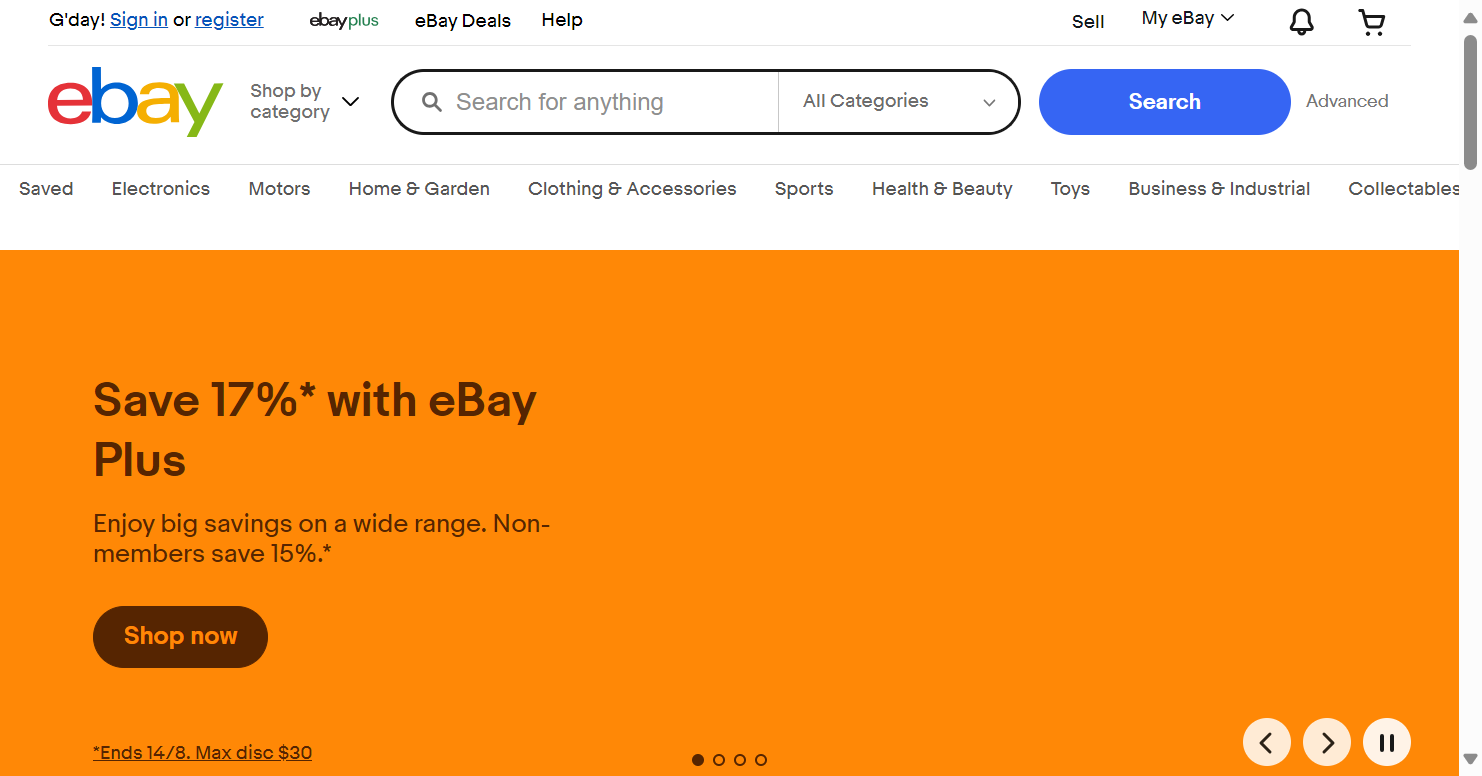 G'day! Sign in or register ebayplus eBay Deals Help Sell My eBay
ebay
Shop by
category
Search for anything All Categories Search Advanced
Saved Electronics Motors Home & Garden Clothing & Accessories Sports Health & Beauty Toys Business & Industrial Collectables
Save 17%* with eBay
Plus
Enjoy big savings on a wide range. Non-
members save 15%.*
Shop now
*Ends 14/8. Max disc $30